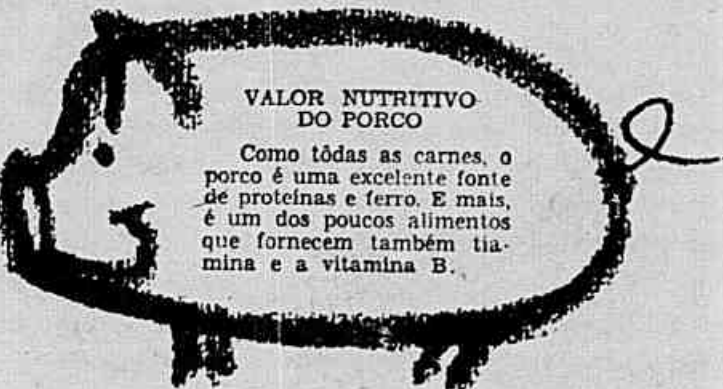 VALOR NUTRITIVO
DO PORCO
Como tôdas as carnes, o
porco é uma excelente fonte
de proteínas e ferro. E mais,
é um dos poucos alimentos
que fornecem também tia-
mina e a vitamina B.